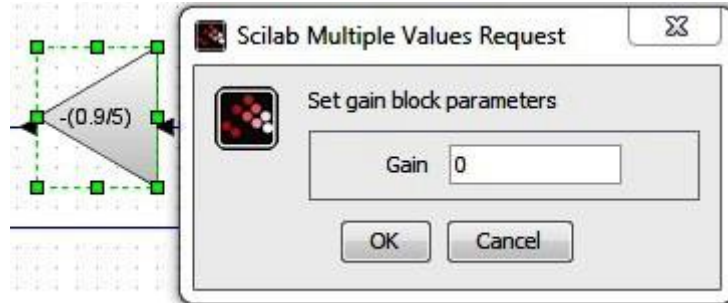 Scilab Multiple Values Request
-(0.9/5)
Set gain block parameters
Gain 0
OK Cancel